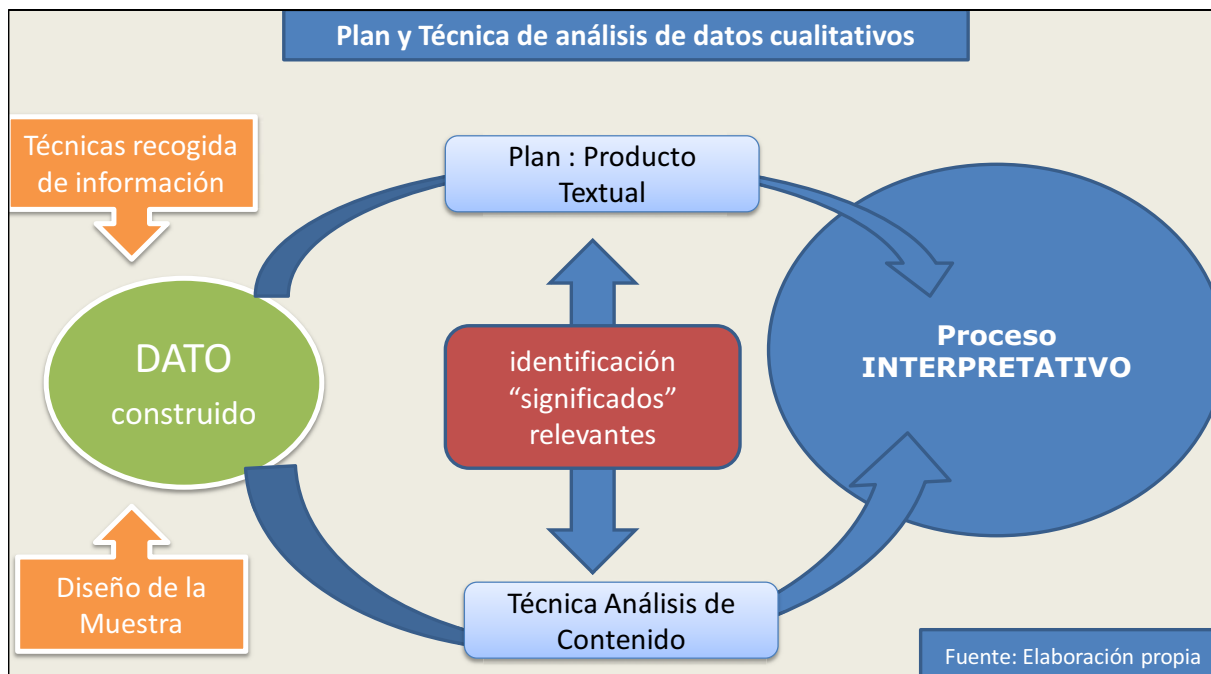 Plan y Técnica de análisis de datos cualitativos
Técnicas recogida
de información
Plan : Producto
Textual
DATO
construido
identificación
“significados”
relevantes
Proceso
INTERPRETATIVO
Diseño de la
Muestra
Técnica Análisis de
Contenido
Fuente: Elaboración propia